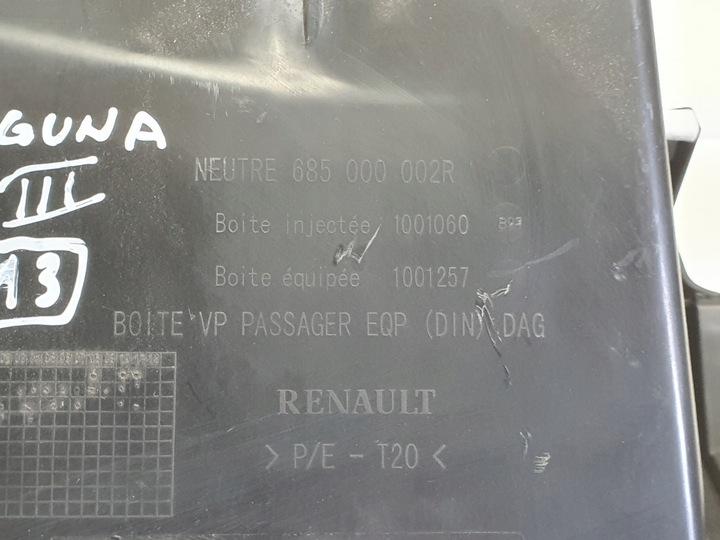 GUNA
III
13
NEUTRE 685 000 002R
Boite injectée 1001060
Boite équipée 1001257
BOITE VP PASSAGER EQP (DIN) DAG
RENAULT
> P/E - T20 <